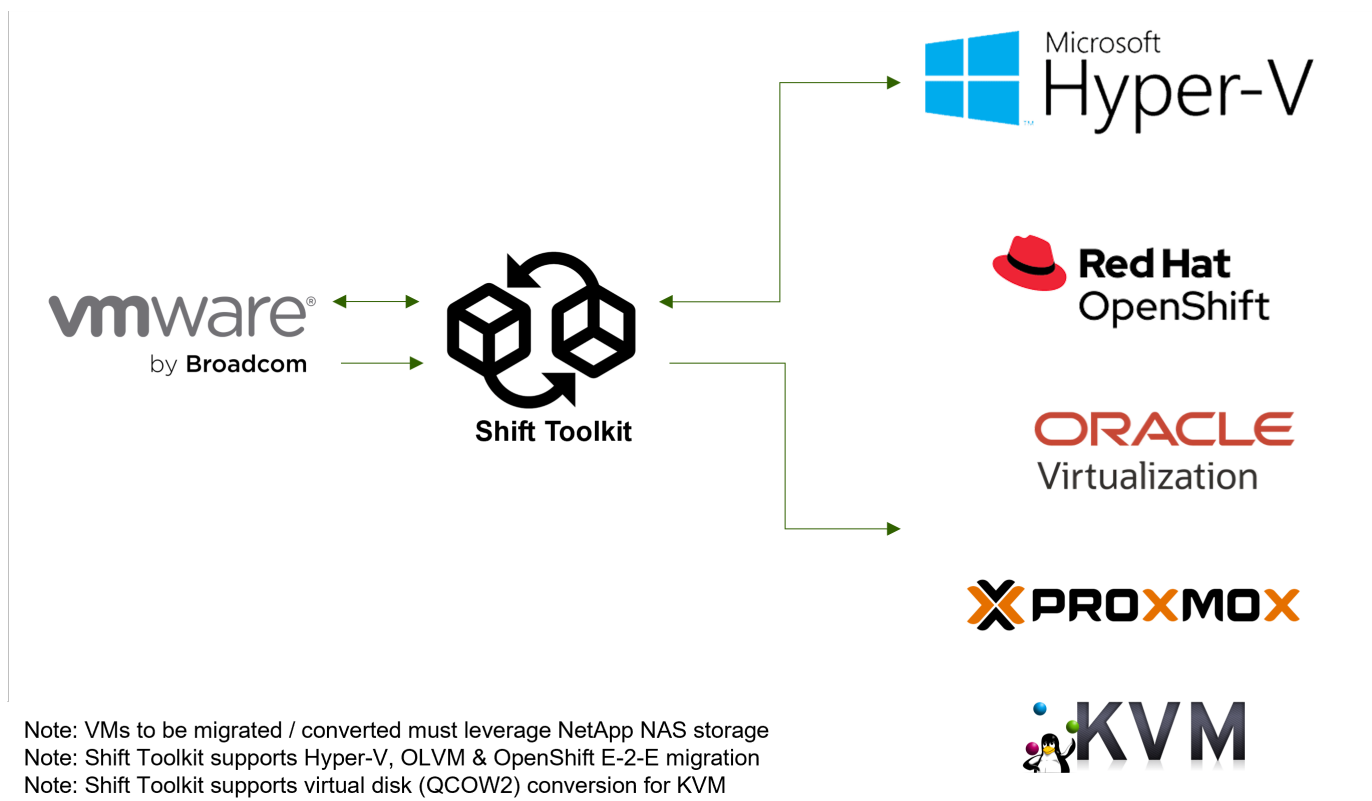 Microsoft
Hyper-V
™
Red Hat
OpenShift
vmware®
by Broadcom
Shift Toolkit
ORACLE
Virtualization
PROXMOX
KVM
Note: VMs to be migrated / converted must leverage NetApp NAS storage
Note: Shift Toolkit supports Hyper-V, OLVM & OpenShift E-2-E migration
Note: Shift Toolkit supports virtual disk (QCOW2) conversion for KVM